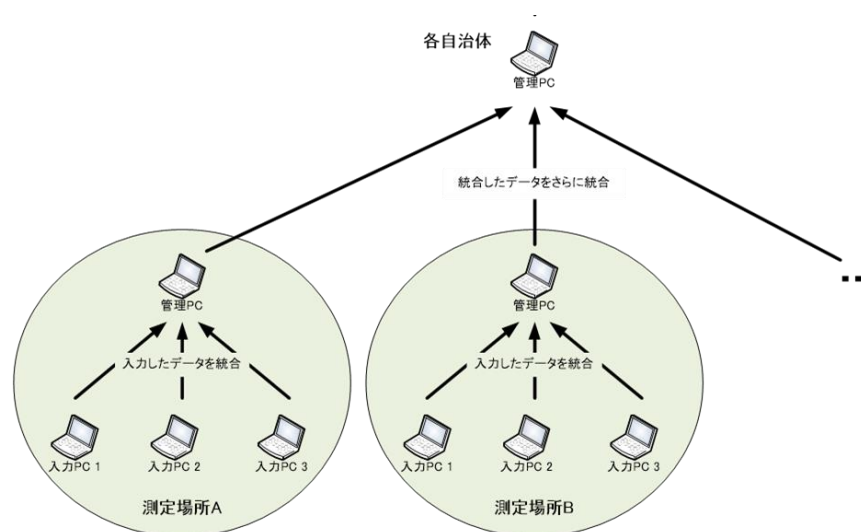 各自治体
管理PC
統合したデータをさらに統合
管理PC
入力したデータを統合
入力PC 1
入力PC 2
入力PC 3
測定場所A
管理PC
入力したデータを統合
入力PC 1
入力PC 2
入力PC 3
測定場所B